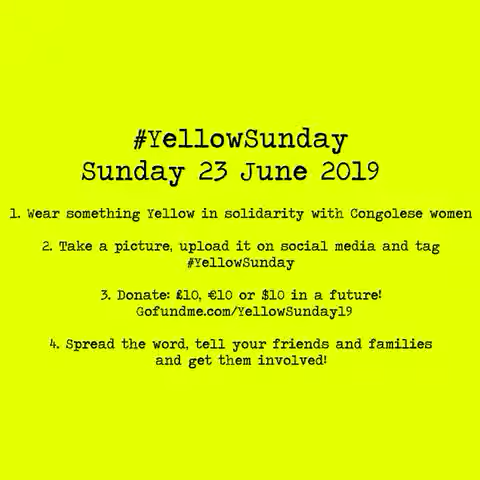 #YellowSunday
Sunday 23 June 2019
1. Wear something Yellow in solidarity with Congolese women
2. Take a picture, upload it on social media and tag
#YellowSunday
3. Donate: £10, €10 or $10 in a future!
Gofundme.com/YellowSunday19
4. Spread the word, tell your friends and families
and get them involved!